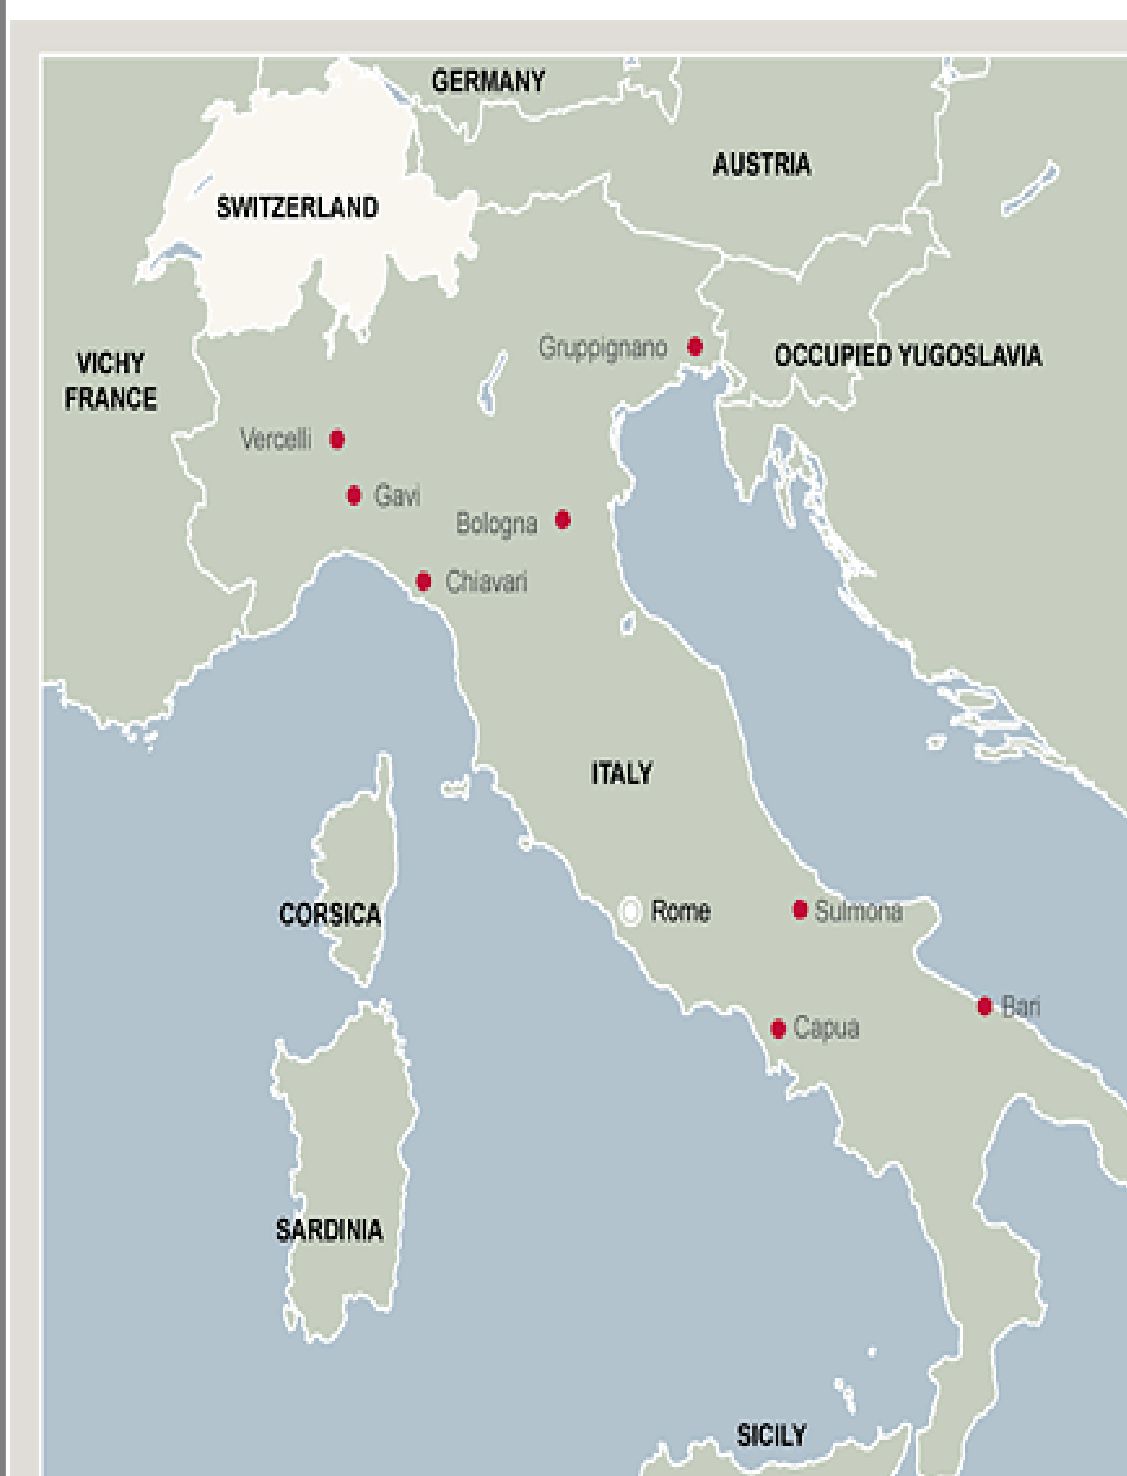 GERMANY
AUSTRIA
SWITZERLAND
Gruppignano
OCCUPIED YUGOSLAVIA
VICHY
FRANCE
Vercelli
Gavi
Bologna
Chiavari
ITALY
CORSICA
Rome
Sulmona
Bari
Capua
SARDINIA
SICILY